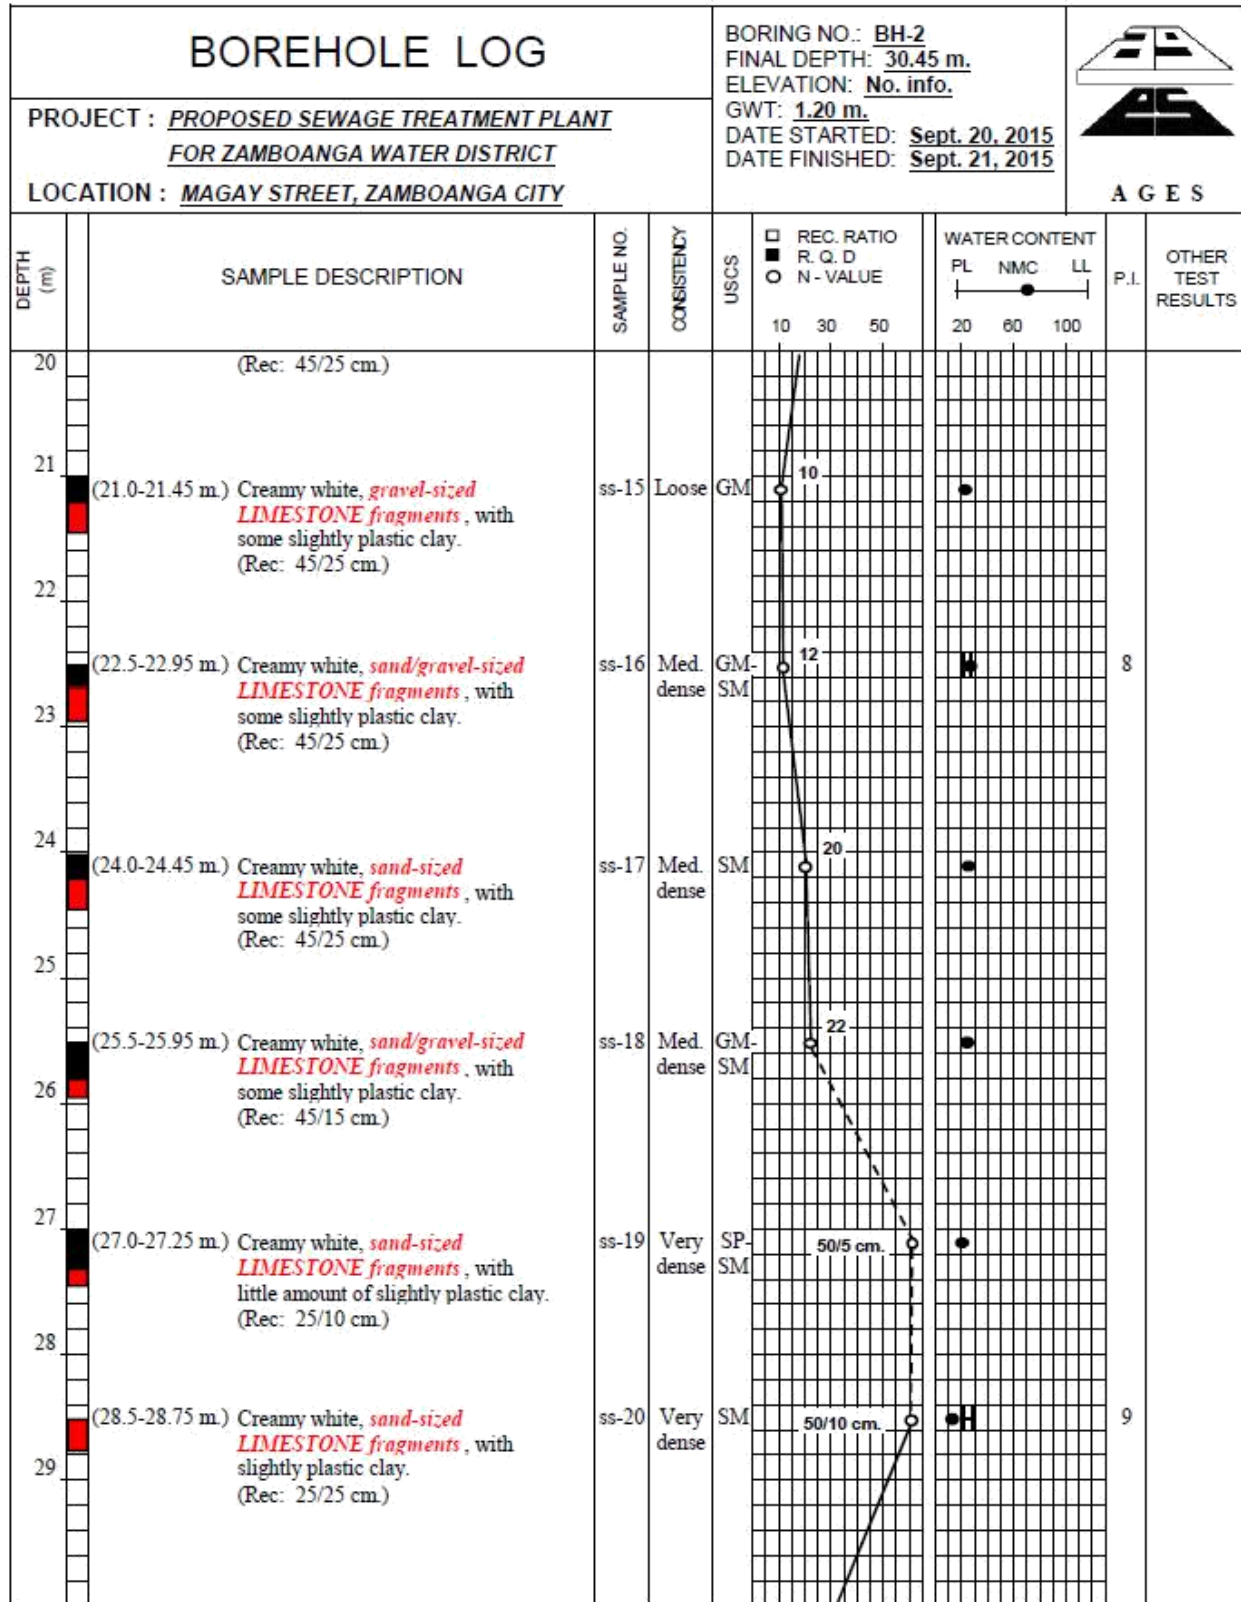 BOREHOLE LOG
PROJECT : PROPOSED SEWAGE TREATMENT PLANT
FOR ZAMBOANGA WATER DISTRICT
LOCATION : MAGAY STREET, ZAMBOANGA CITY
BORING NO.: BH-2
FINAL DEPTH: 30.45 m.
ELEVATION: No. info.
GWT: 1.20 m.
DATE STARTED: Sept. 20, 2015
DATE FINISHED: Sept. 21, 2015
A G E S
DEPTH
(m)
SAMPLE DESCRIPTION
SAMPLE NO.
CONSISTENCY
USCS
REC. RATIO
R. Q. D
N - VALUE
10 30 50
WATER CONTENT
PL NMC LL
20 60 100
P.I.
OTHER
TEST
RESULTS
20 (Rec: 45/25 cm.)
21
10
(21.0-21.45 m.) Creamy white, gravel-sized ss-15 Loose GM
LIMESTONE fragments , with
some slightly plastic clay.
(Rec: 45/25 cm.)
22
12
(22.5-22.95 m.) Creamy white, sand/gravel-sized ss-16 Med. GM- 8
LIMESTONE fragments , with dense SM
some slightly plastic clay.
23
(Rec: 45/25 cm.)
24
20
(24.0-24.45 m.) Creamy white, sand-sized ss-17 Med. SM
LIMESTONE fragments , with dense
some slightly plastic clay.
(Rec: 45/25 cm.)
25
22
(25.5-25.95 m.) Creamy white, sand/gravel-sized ss-18 Med. GM-
LIMESTONE fragments , with dense SM
26 some slightly plastic clay.
(Rec: 45/15 cm.)
27
(27.0-27.25 m.) Creamy white, sand-sized ss-19 Very SP- 50/5 cm.
LIMESTONE fragments , with dense SM
little amount of slightly plastic clay.
(Rec: 25/10 cm.)
28
(28.5-28.75 m.) Creamy white, sand-sized ss-20 Very SM 50/10 cm. 9
LIMESTONE fragments , with dense
29 slightly plastic clay.
(Rec: 25/25 cm.)